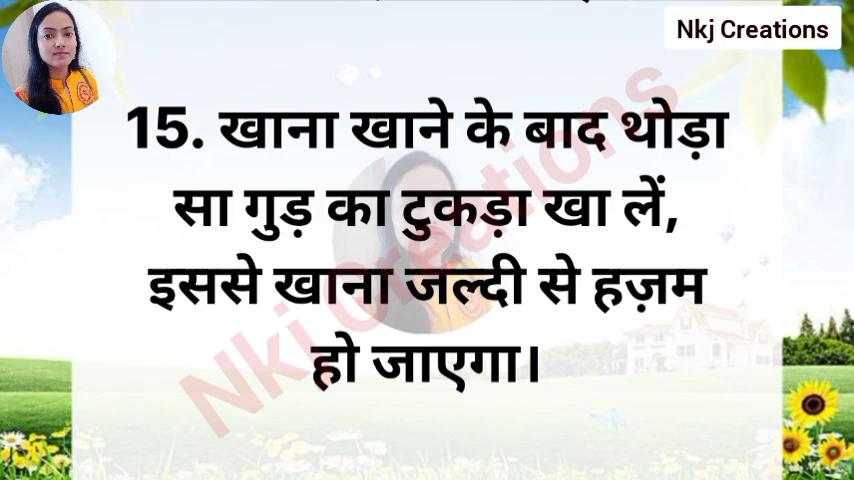 Nkj Creations
15. खाना खाने के बाद थोड़ा
सा गुड़ का टुकड़ा खा लें,
इससे खाना जल्दी से हज़म
हो जाएगा।
Nkj Creations